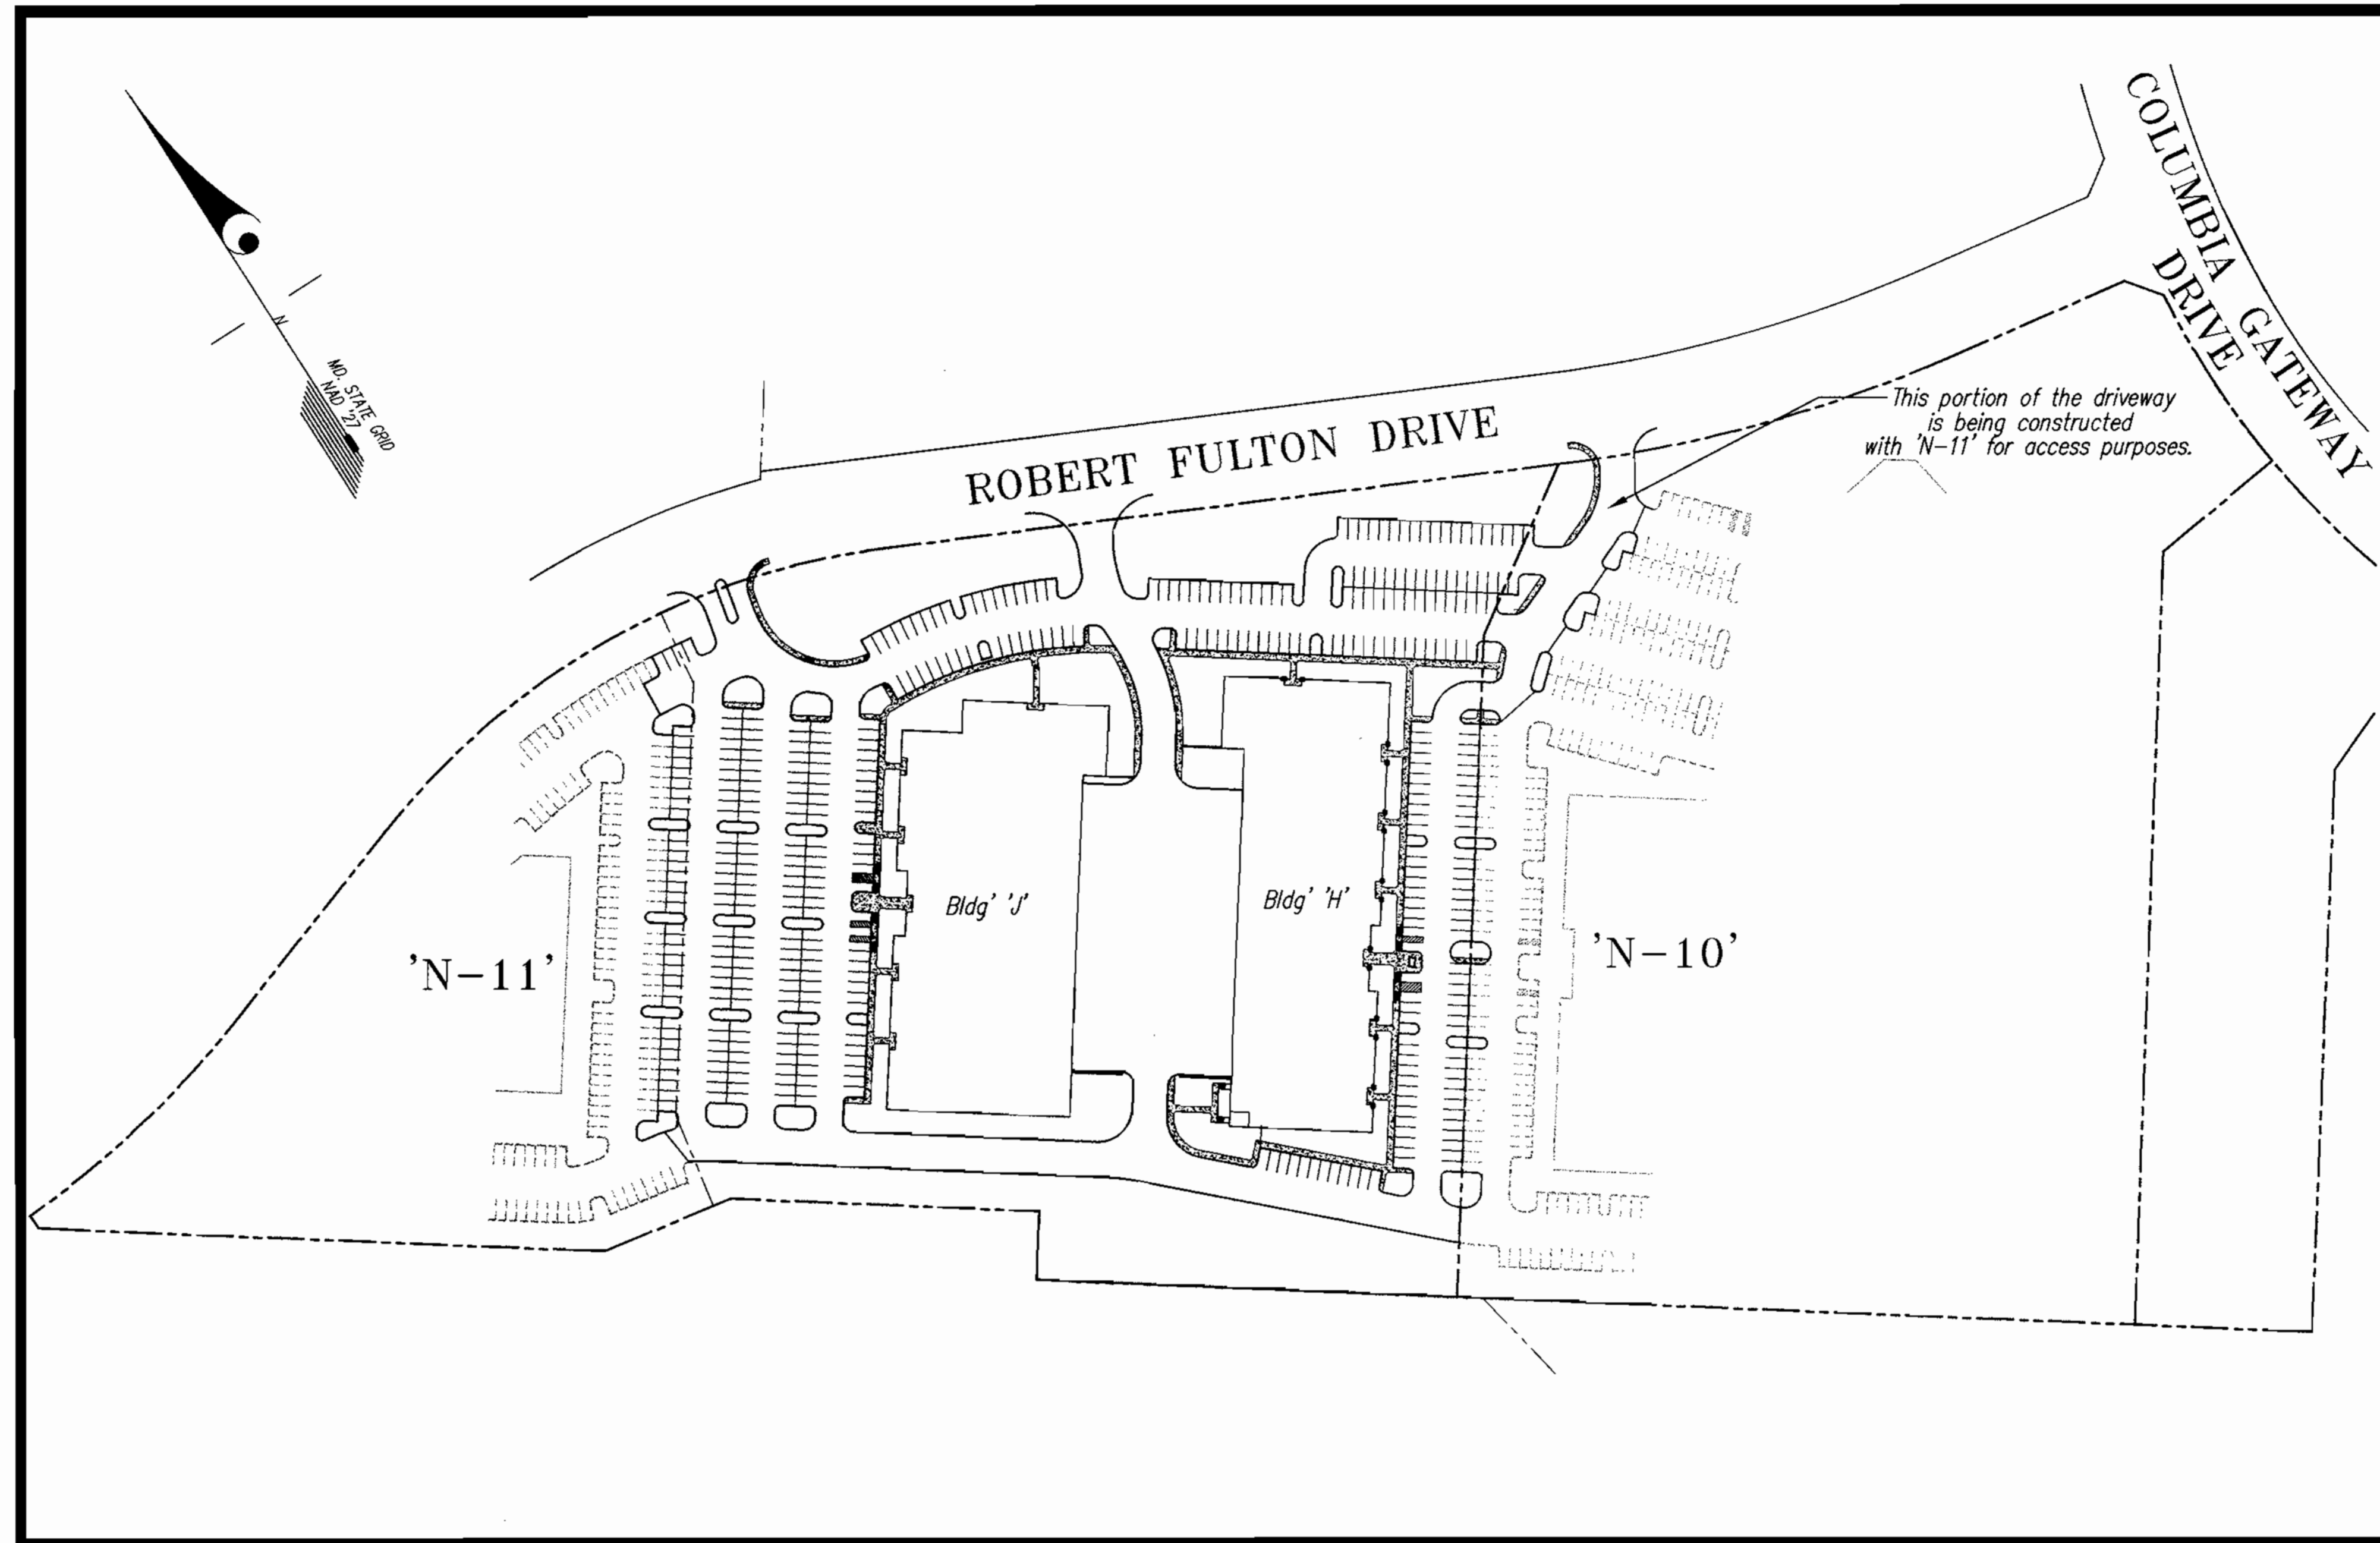 COLUMBIA GATEWAY
DRIVE
N
MD. STATE GRID
NAD '27
ROBERT FULTON DRIVE
This portion of the driveway
is being constructed
with 'N-11' for access purposes.
Bldg' 'J'
Bldg' 'H'
'N-11'
'N-10'